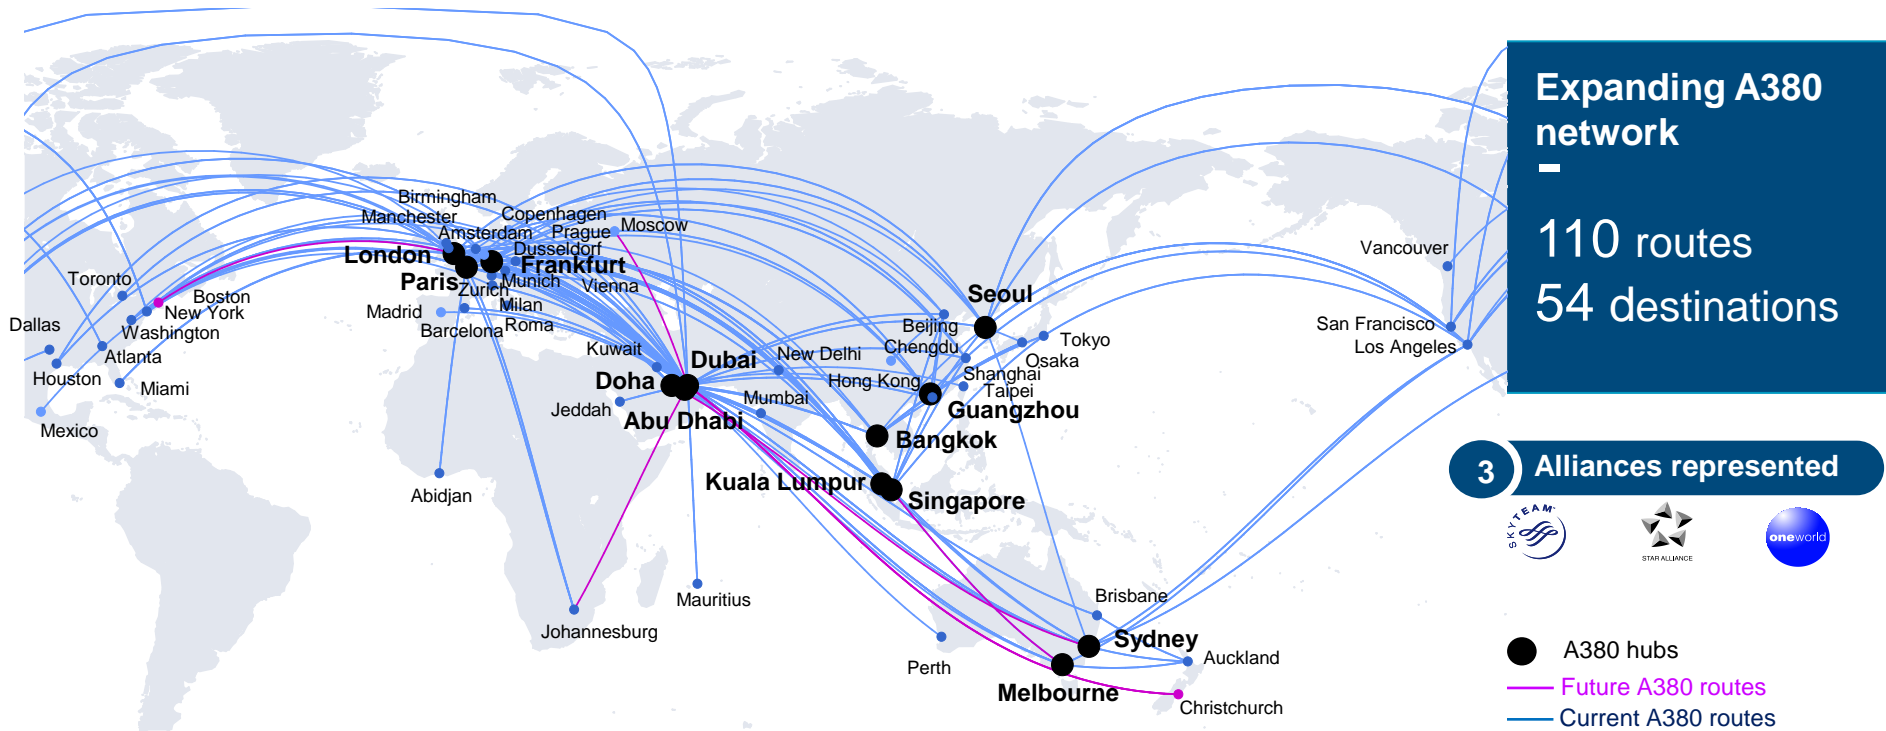 Expanding A380
network
110 routes
54 destinations
3
Alliances represented
SKYTEAM
STAR ALLIANCE
oneworld
A380 hubs
Future A380 routes
Current A380 routes
Birmingham
Manchester
Copenhagen
Amsterdam
Prague
Moscow
Dusseldorf
London
Frankfurt
Paris
Zurich
Munich
Vienna
Madrid
Milan
Barcelona
Roma
Toronto
Boston
New York
Washington
Dallas
Atlanta
Houston
Miami
Mexico
Kuwait
Dubai
Doha
Jeddah
Abu Dhabi
New Delhi
Mumbai
Seoul
Beijing
Chengdu
Tokyo
Osaka
Shanghai
Hong Kong
Taipei
Guangzhou
Bangkok
Kuala Lumpur
Singapore
Vancouver
San Francisco
Los Angeles
Abidjan
Mauritius
Johannesburg
Brisbane
Sydney
Perth
Auckland
Melbourne
Christchurch